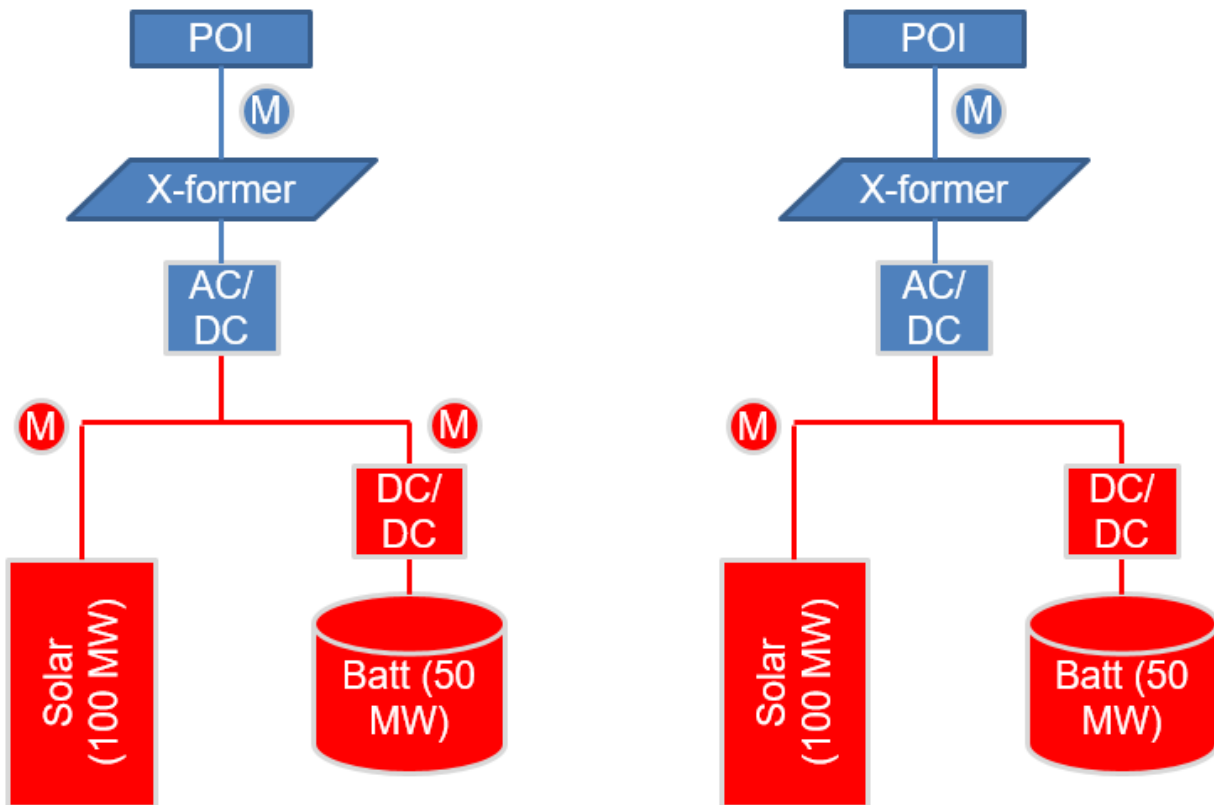 POI
M
X-former
AC/
DC
M
M
DC/
DC
Solar
(100 MW)
Batt (50
MW)
POI
M
X-former
AC/
DC
M
DC/
DC
Solar
(100 MW)
Batt (50
MW)